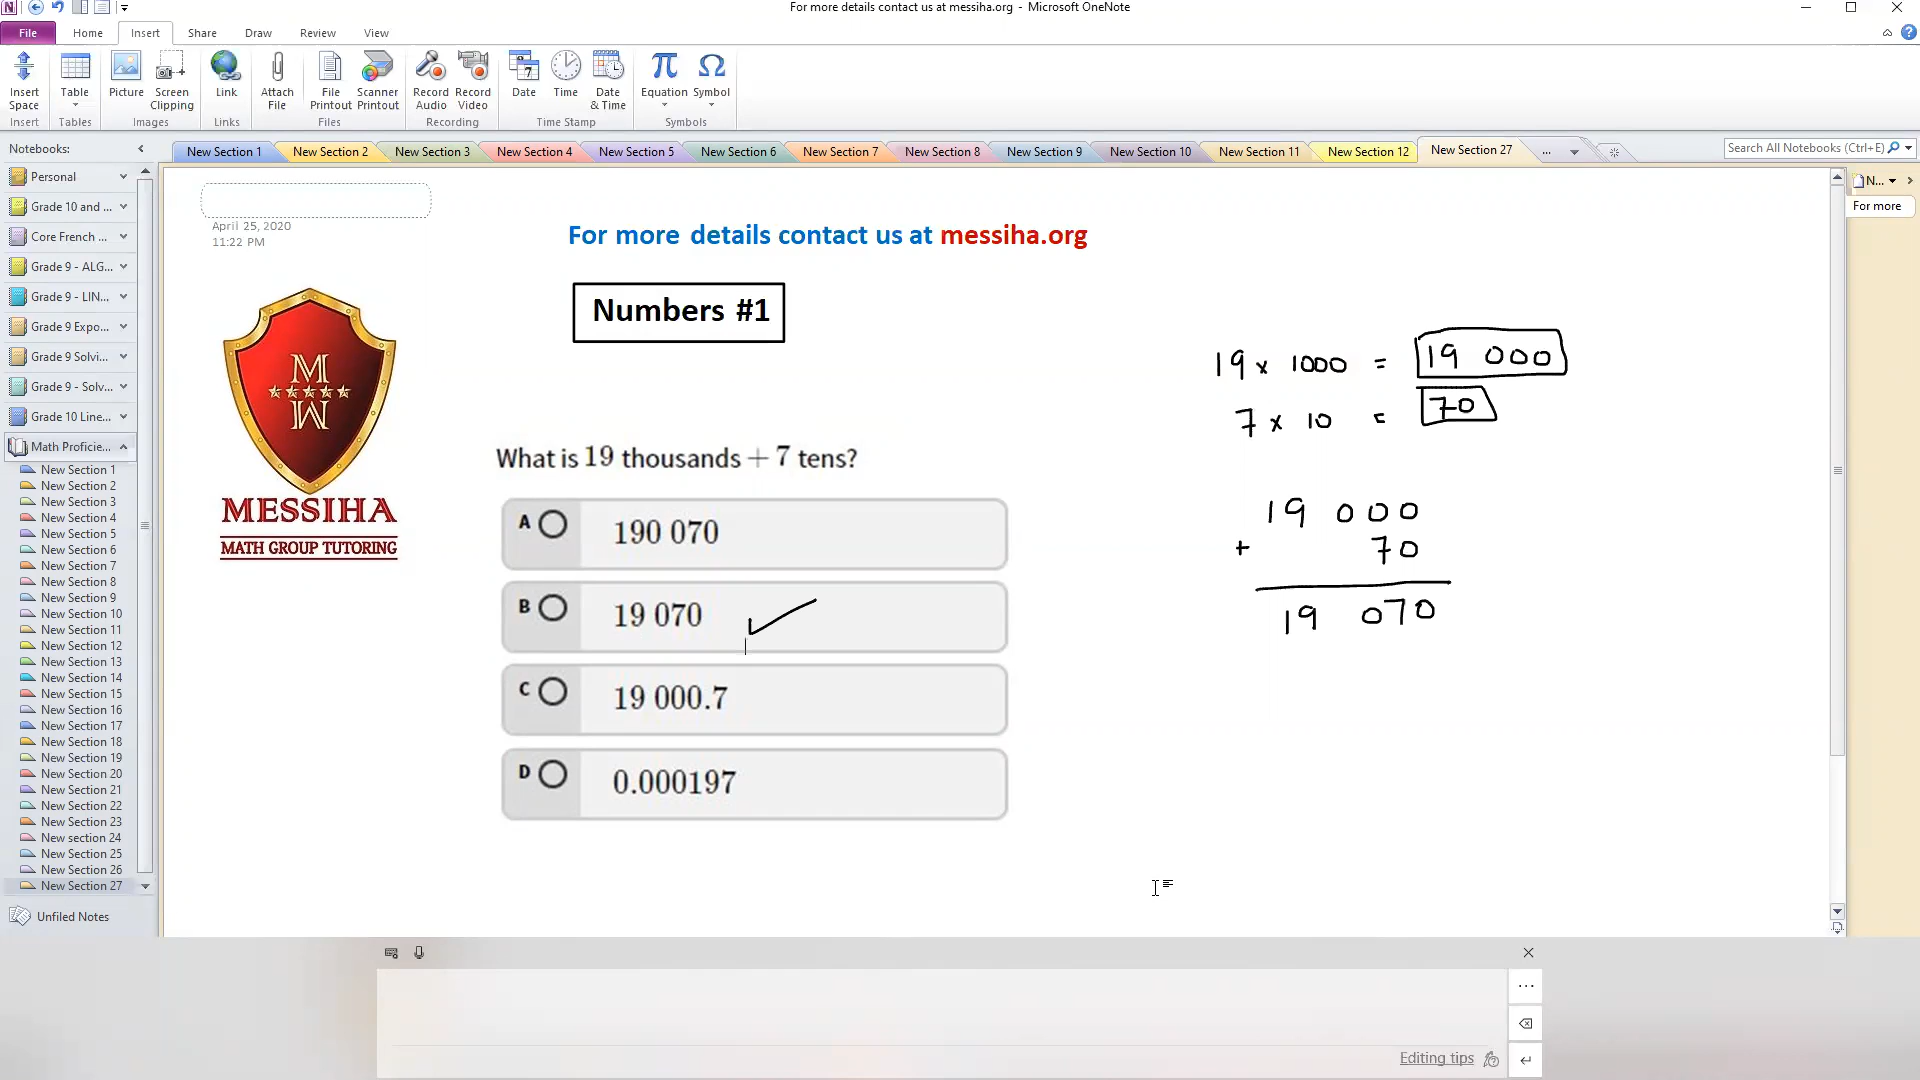 For more details contact us at messiha.org - Microsoft OneNote
File Home Insert Share Draw Review View
Insert Space
Table
Picture
Screen Clipping
Link
Attach File
File Printout
Scanner Printout
Record Audio
Record Video
Date
Time
Date & Time
Equation
Symbol
Insert Tables Images Links Files Recording Time Stamp Symbols
Notebooks:
New Section 1 New Section 2 New Section 3 New Section 4 New Section 5 New Section 6 New Section 7 New Section 8 New Section 9 New Section 10 New Section 11 New Section 12 New Section 27 ...
Search All Notebooks (Ctrl+E)
Personal
Grade 10 and ...
Core French ...
Grade 9 - ALG...
Grade 9 - LIN...
Grade 9 Expo...
Grade 9 Solvi...
Grade 9 - Solv...
Grade 10 Line...
Math Proficie...
New Section 1
New Section 2
New Section 3
New Section 4
New Section 5
New Section 6
New Section 7
New Section 8
New Section 9
New Section 10
New Section 11
New Section 12
New Section 13
New Section 14
New Section 15
New Section 16
New Section 17
New Section 18
New Section 19
New Section 20
New Section 21
New Section 22
New Section 23
New section 24
New Section 25
New Section 26
New Section 27
Unfiled Notes
N...
For more
April 25, 2020
11:22 PM
For more details contact us at messiha.org
Numbers #1
M
M
MESSIHA
MATH GROUP TUTORING
What is 19 thousands + 7 tens?
A 190 070
B 19 070
C 19 000.7
D 0.000197
19 x 1000 = 19 000
7 x 10 = 70
19 000
+ 70
19 070
Editing tips